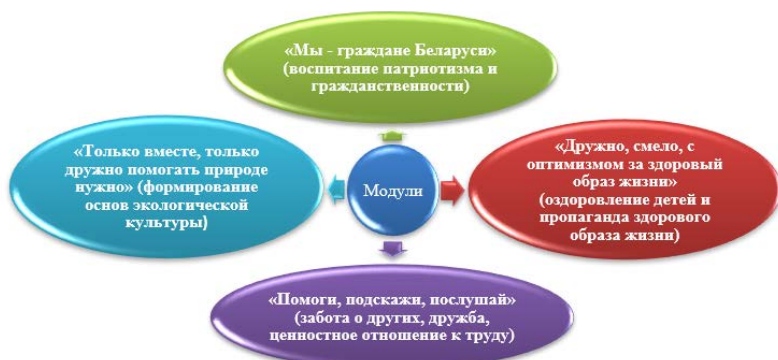 «Мы - граждане Беларуси»
(воспитание патриотизма и
гражданственности)
«Только вместе, только
дружно помогать природе
нужно» (формирование
основ экологической
культуры)
Модули
«Дружно, смело, с
оптимизмом за здоровый
образ жизни»
(оздоровление детей и
пропаганда здорового
образа жизни)
«Помоги, подскажи, послушай»
(забота о других, дружба,
ценностное отношение к труду)